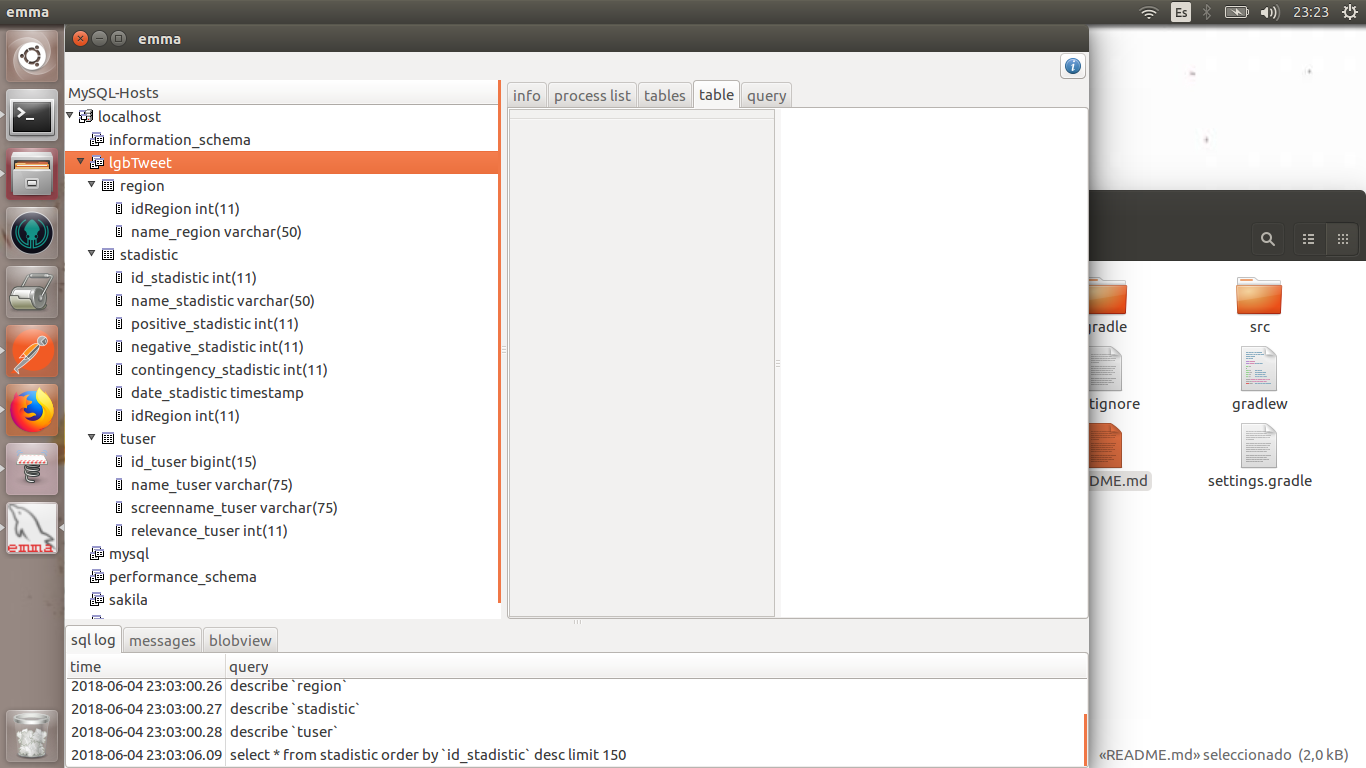 emma
Es
23:23
emma
MySQL-Hosts
localhost
information_schema
lgbTweet
region
idRegion int(11)
name_region varchar(50)
stadistic
id_stadistic int(11)
name_stadistic varchar(50)
positive_stadistic int(11)
negative_stadistic int(11)
contingency_stadistic int(11)
date_stadistic timestamp
idRegion int(11)
tuser
id_tuser bigint(15)
name_tuser varchar(75)
screenname_tuser varchar(75)
relevance_tuser int(11)
mysql
performance_schema
sakila
info process list tables table query
sql log messages blobview
time query
2018-06-04 23:03:00.26 describe `region`
2018-06-04 23:03:00.27 describe `stadistic`
2018-06-04 23:03:00.28 describe `tuser`
2018-06-04 23:03:06.09 select * from stadistic order by `id_stadistic` desc limit 150
emma
radle src
tignore gradlew
DME.md settings.gradle
«README.md» seleccionado (2,0 kB)